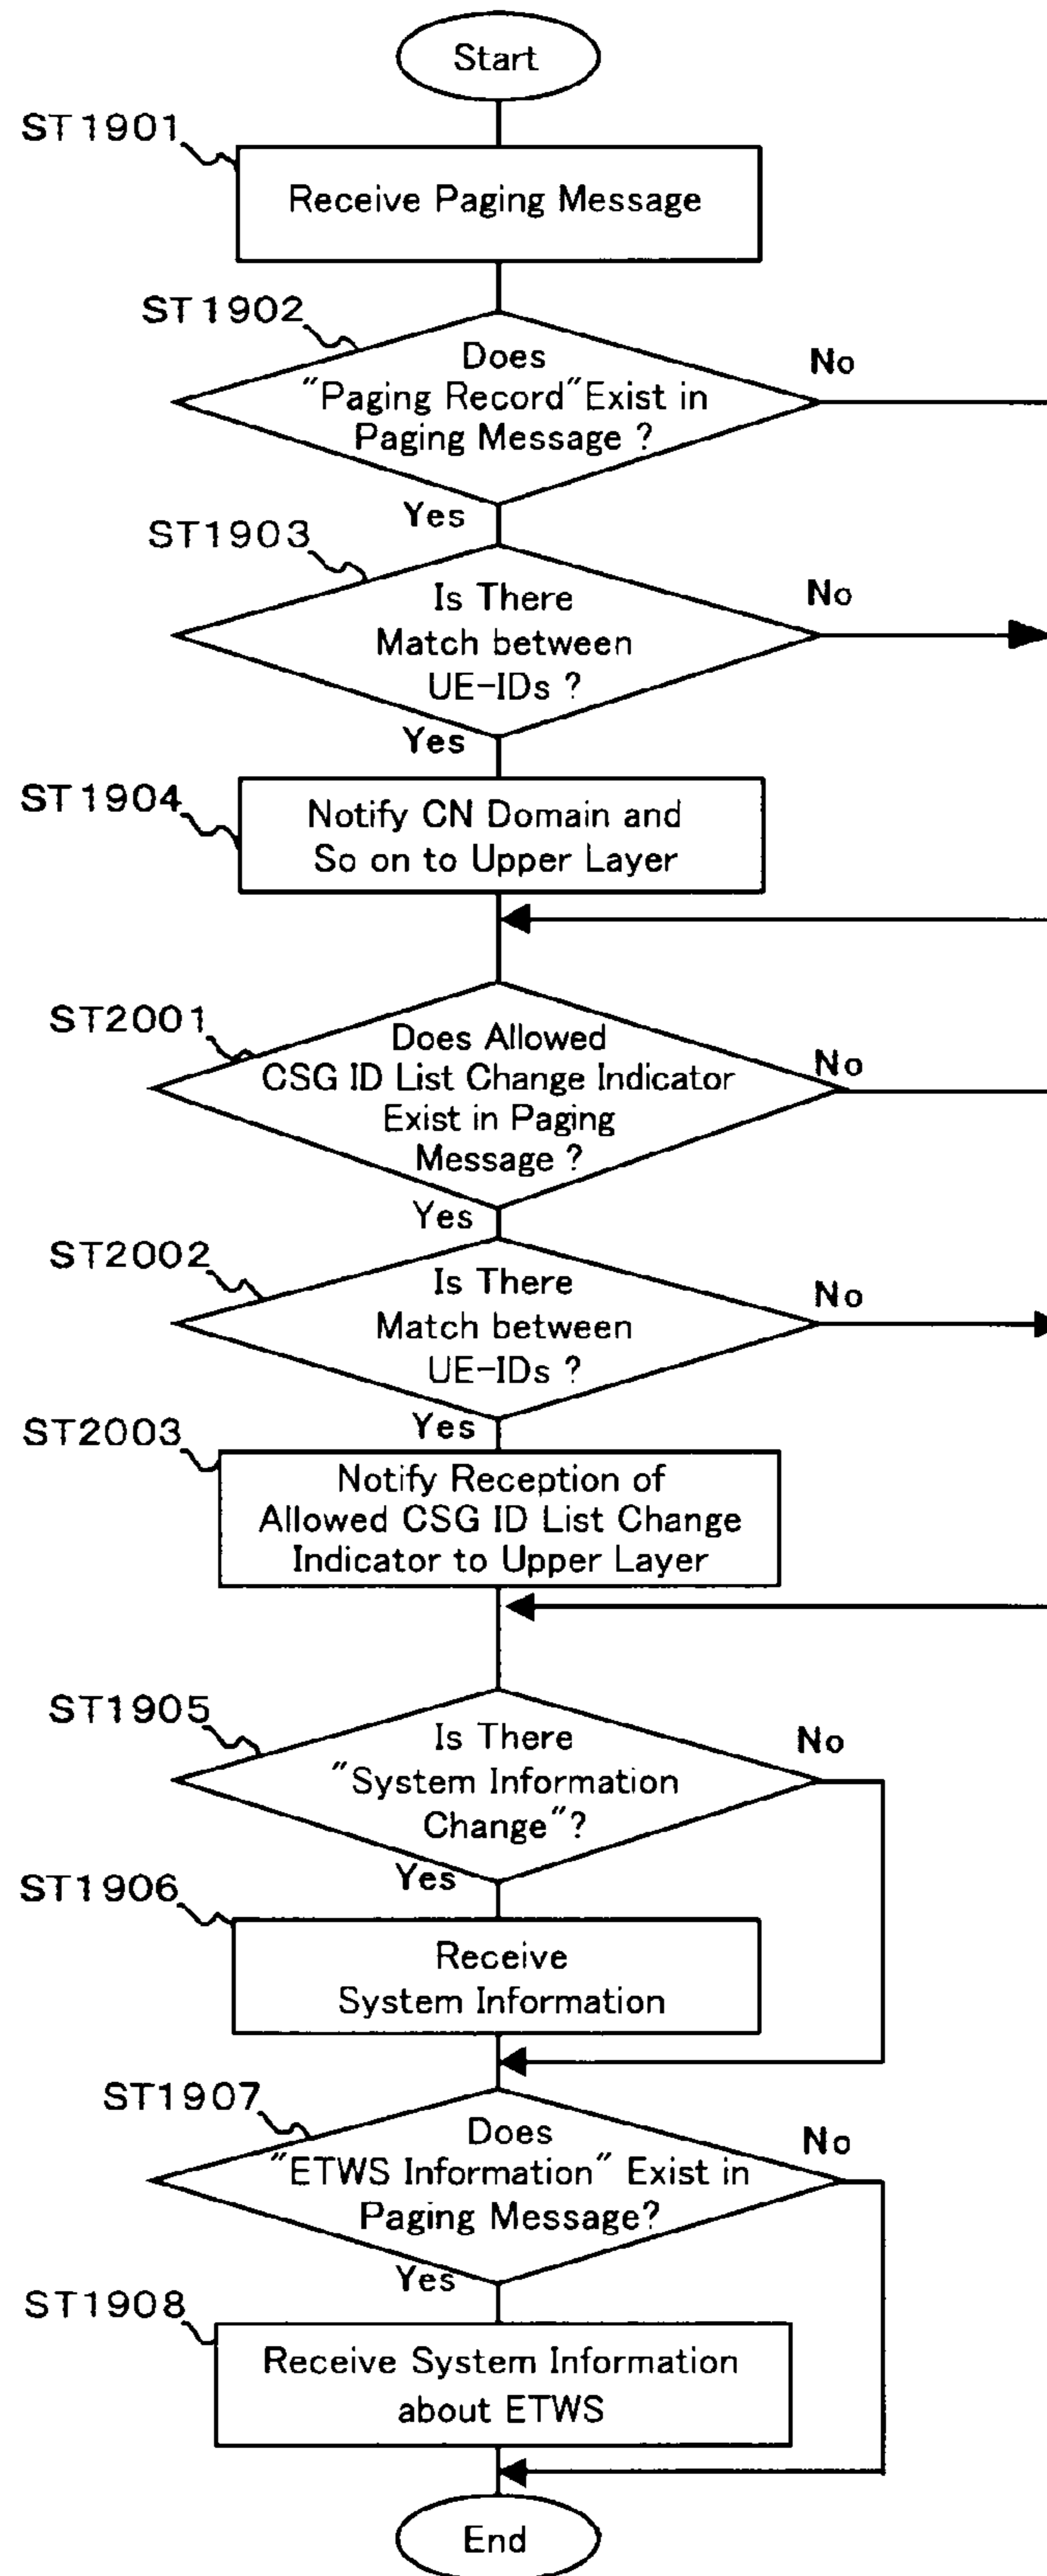 Start
ST1901
Receive Paging Message
ST1902
Does
"Paging Record" Exist in
Paging Message ?
No
Yes
ST1903
Is There
Match between
UE-IDs ?
No
Yes
ST1904
Notify CN Domain and
So on to Upper Layer
ST2001
Does Allowed
CSG ID List Change Indicator
Exist in Paging
Message ?
No
Yes
ST2002
Is There
Match between
UE-IDs ?
No
Yes
ST2003
Notify Reception of
Allowed CSG ID List Change
Indicator to Upper Layer
ST1905
Is There
"System Information
Change"?
No
Yes
ST1906
Receive
System Information
ST1907
Does
"ETWS Information" Exist in
Paging Message?
No
Yes
ST1908
Receive System Information
about ETWS
End